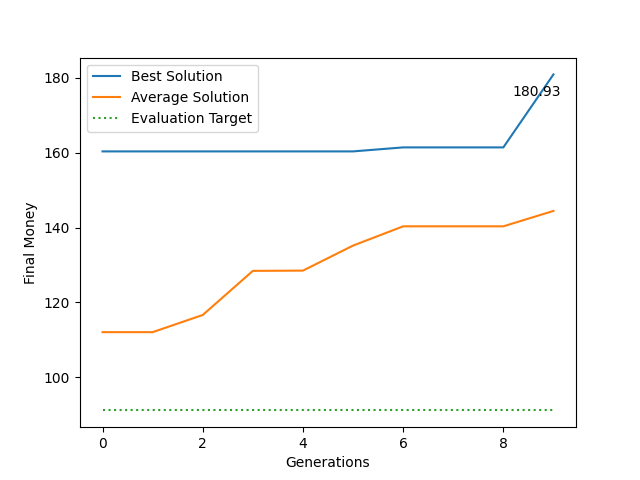 180
160
140
120
100
0
2
4
6
8
Final Money
Generations
Best Solution
Average Solution
Evaluation Target
180.93